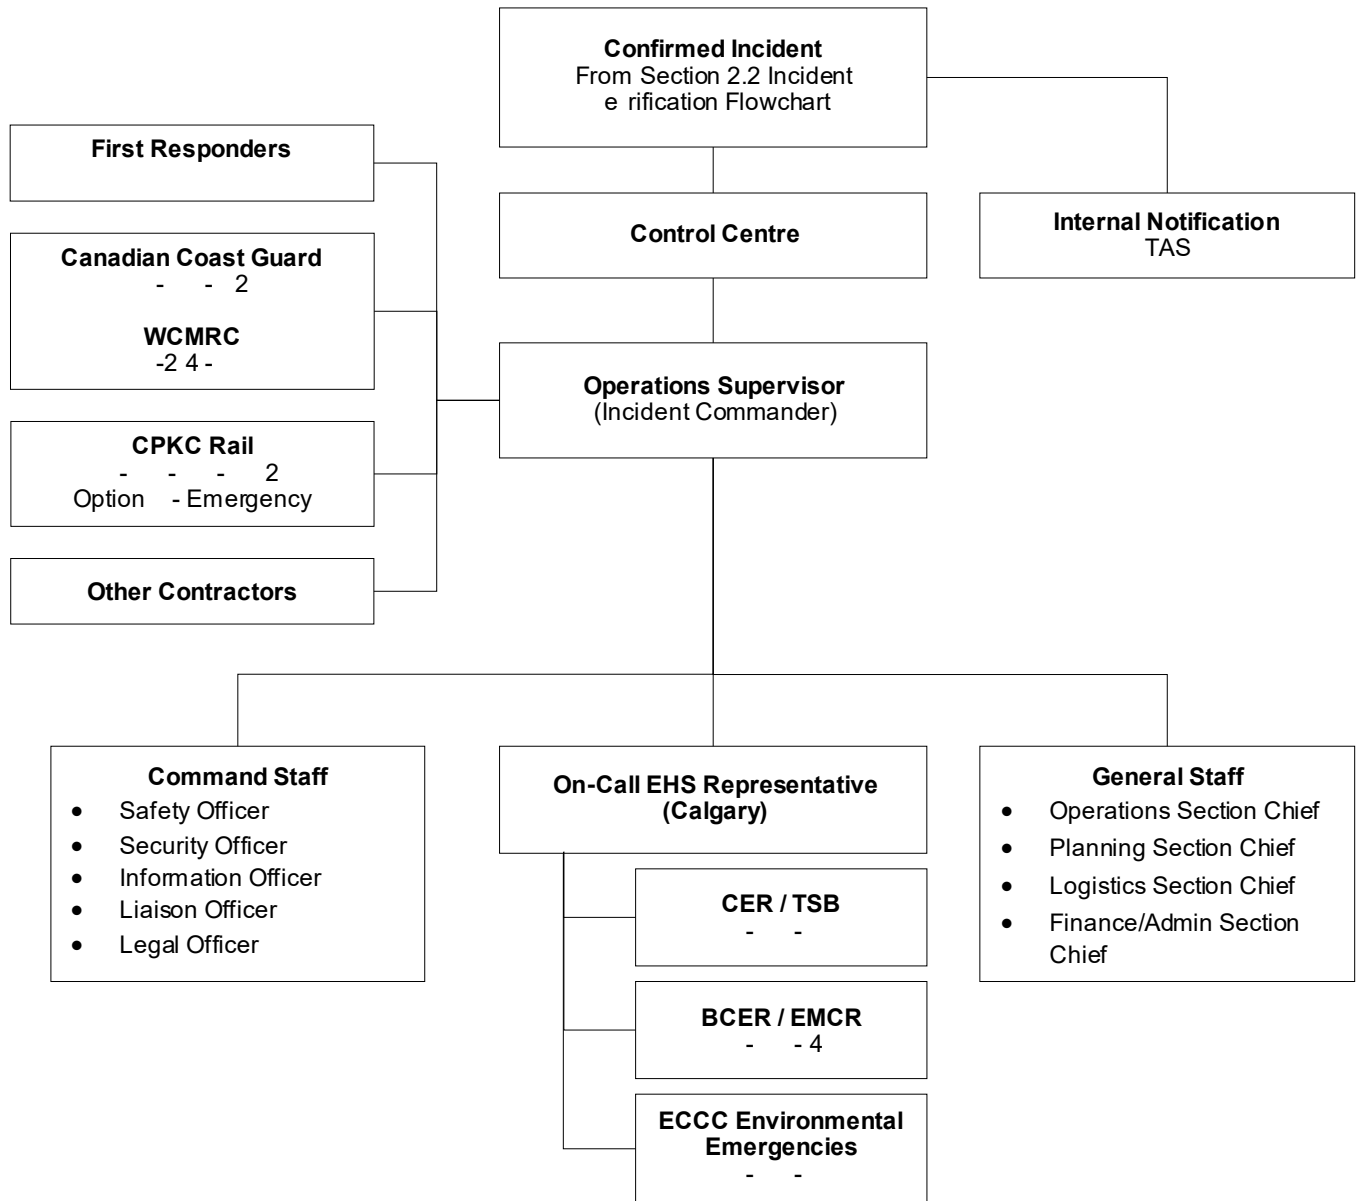 Confirmed Incident
From Section 2.2 Incident
e rification Flowchart
First Responders
Control Centre
Internal Notification
TAS
Canadian Coast Guard
- - 2
WCMRC
-2 4 -
Operations Supervisor
(Incident Commander)
CPKC Rail
- - - 2
Option - Emergency
Other Contractors
Command Staff
• Safety Officer
• Security Officer
• Information Officer
• Liaison Officer
• Legal Officer
On-Call EHS Representative
(Calgary)
CER / TSB
- -
BCER / EMCR
- - 4
ECCC Environmental
Emergencies
- -
General Staff
• Operations Section Chief
• Planning Section Chief
• Logistics Section Chief
• Finance/Admin Section
Chief